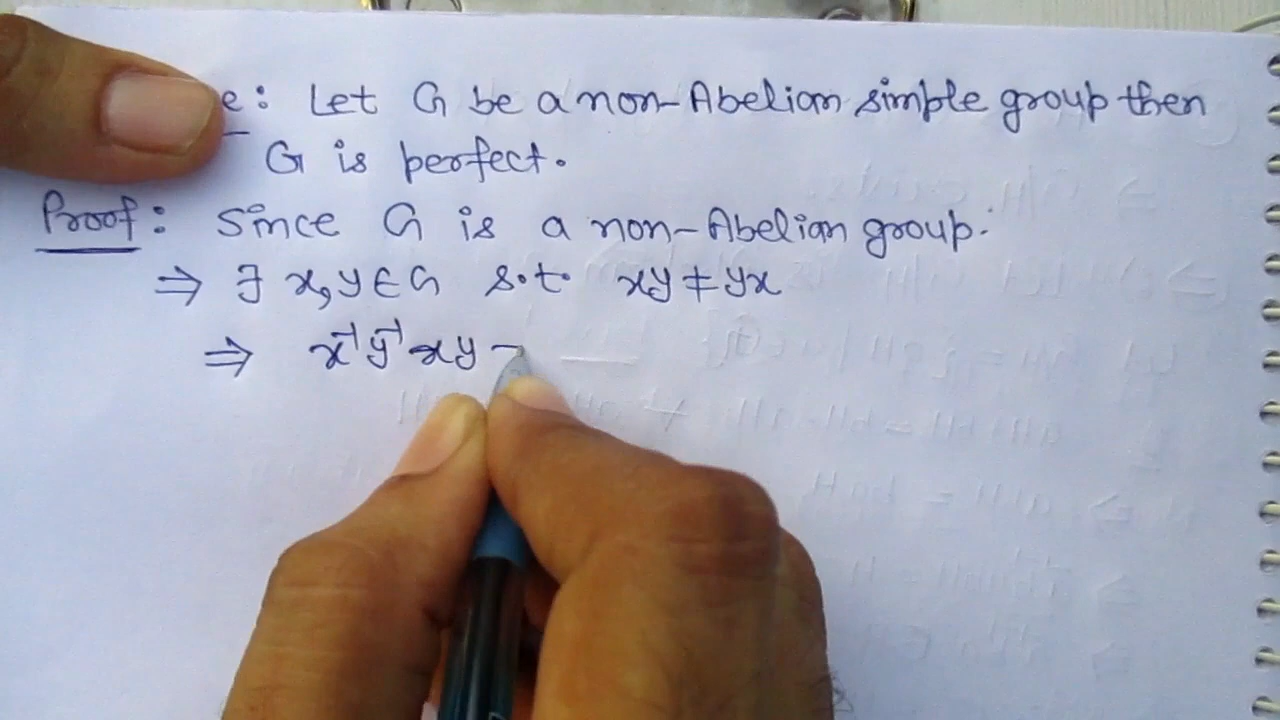 e: Let G be a non-Abelian simple group then
G is perfect.
Proof: Since G is a non-Abelian group.
⇒ ∃ x, y ∈ G s.t. xy ≠ yx
⇒ x⁻¹y⁻¹xy